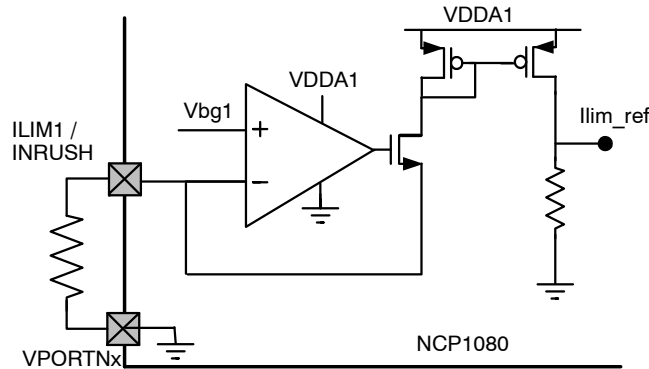 VDDA1
VDDA1
Vbg1
+
ILIM1 /
INRUSH
Ilim_ref
−
NCP1080
VPORTNx